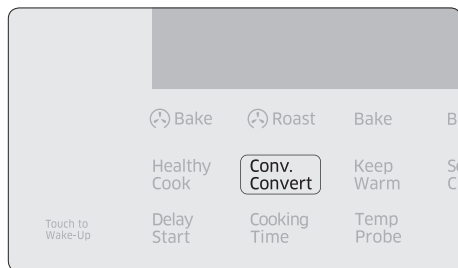 Bake Roast Bake B
Healthy Conv. Keep S
Cook Convert Warm C
Touch to Delay Cooking Temp
Wake-Up Start Time Probe